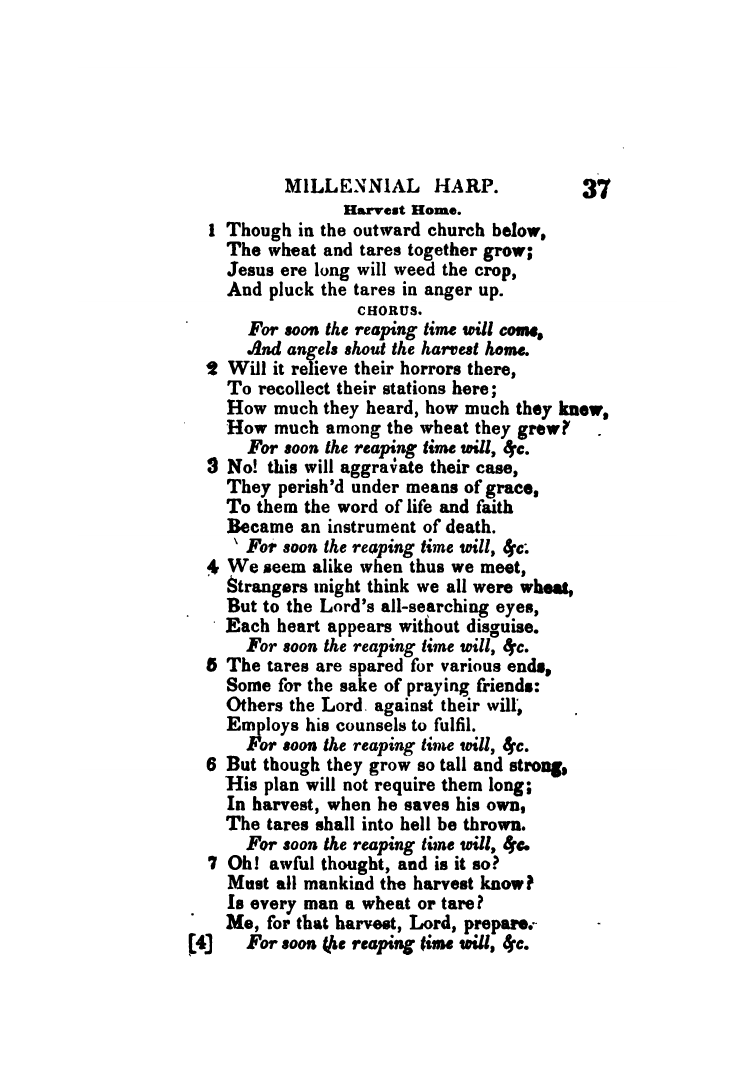 MILLENNIAL HARP. 37
Harvest Home.
1 Though in the outward church below,
The wheat and tares together grow;
Jesus ere long will weed the crop,
And pluck the tares in anger up.
CHORUS.
For soon the reaping time will come,
And angels shout the harvest home.
2 Will it relieve their horrors there,
To recollect their stations here;
How much they heard, how much they knew,
How much among the wheat they grew?
For soon the reaping time will, &c.
3 No! this will aggravate their case,
They perish'd under means of grace,
To them the word of life and faith
Became an instrument of death.
For soon the reaping time will, &c.
4 We seem alike when thus we meet,
Strangers might think we all were wheat,
But to the Lord's all-searching eyes,
Each heart appears without disguise.
For soon the reaping time will, &c.
5 The tares are spared for various ends,
Some for the sake of praying friends:
Others the Lord against their will,
Employs his counsels to fulfil.
For soon the reaping time will, &c.
6 But though they grow so tall and strong,
His plan will not require them long;
In harvest, when he saves his own,
The tares shall into hell be thrown.
For soon the reaping time will, &c.
7 Oh! awful thought, and is it so?
Must all mankind the harvest know?
Is every man a wheat or tare?
Me, for that harvest, Lord, prepare.
[4] For soon the reaping time will, &c.